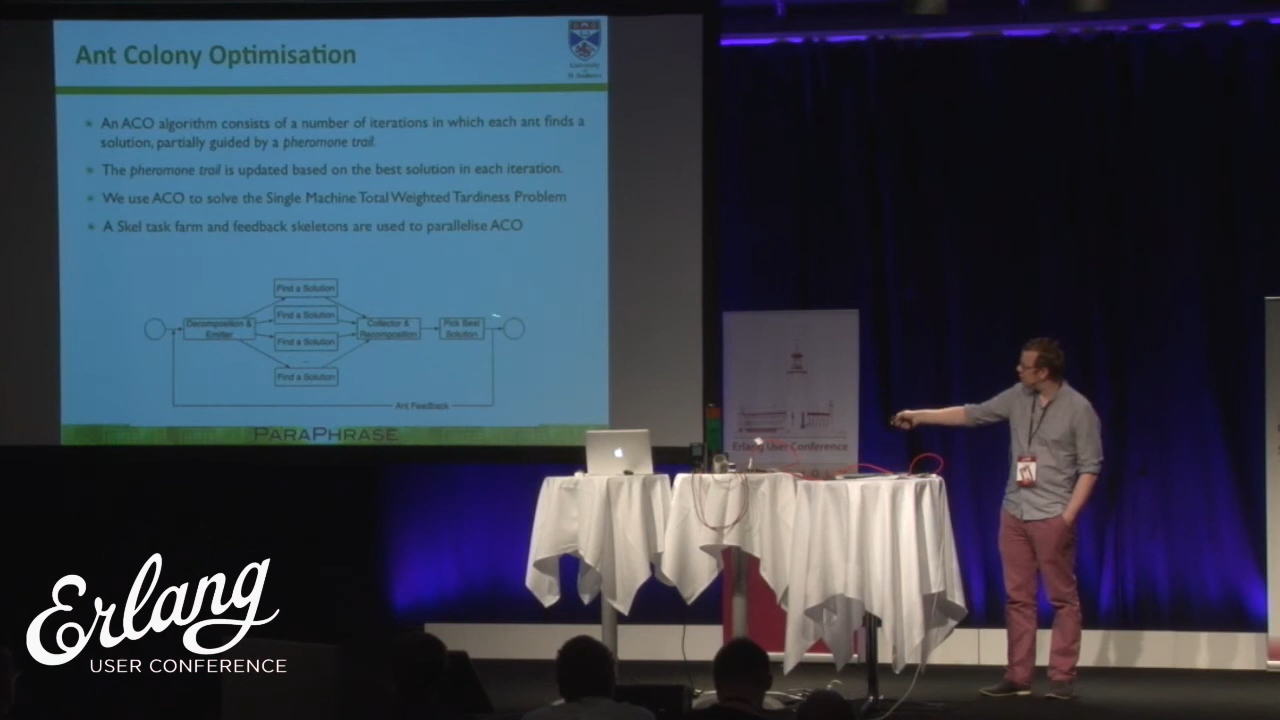 Ant Colony Optimisation
University
of
St Andrews
An ACO algorithm consists of a number of iterations in which each ant finds a
solution, partially guided by a pheromone trail.
The pheromone trail is updated based on the best solution in each iteration.
We use ACO to solve the Single Machine Total Weighted Tardiness Problem
A Skel task farm and feedback skeletons are used to parallelise ACO
Find a Solution
Find a Solution
Decomposition &
Emitter
Collector &
Recomposition
Pick Best
Solution
Find a Solution
...
Find a Solution
Ant Feedback
PARAPHRASE
Erlang User Conference
Erlang
USER CONFERENCE